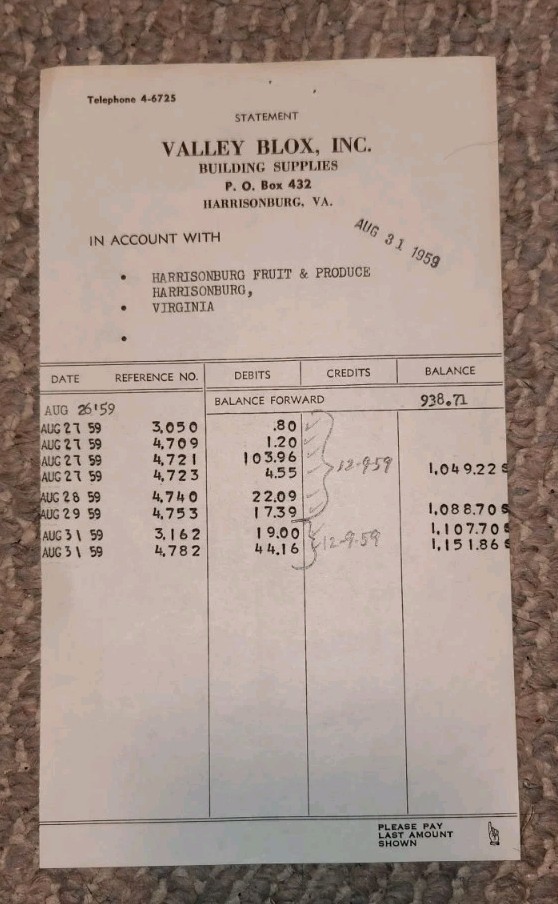 Telephone 4-6725
STATEMENT
VALLEY BLOX, INC.
BUILDING SUPPLIES
P. O. Box 432
HARRISONBURG, VA.
AUG 31 1959
IN ACCOUNT WITH
HARRISONBURG FRUIT & PRODUCE
HARRISONBURG,
VIRGINIA
DATE REFERENCE NO. DEBITS CREDITS BALANCE
AUG 26'59 BALANCE FORWARD 938.71
AUG 27 59 3,050 .80
AUG 27 59 4,709 1.20
AUG 27 59 4,721 103.96
AUG 27 59 4,723 4.55 12-9-59 1,049.22 S
AUG 28 59 4,740 22.09
AUG 29 59 4,753 17.39 1,088.70 S
AUG 31 59 3,162 19.00 1,107.70 S
AUG 31 59 4,782 44.16 12-9-59 1,151.86 S
PLEASE PAY
LAST AMOUNT
SHOWN